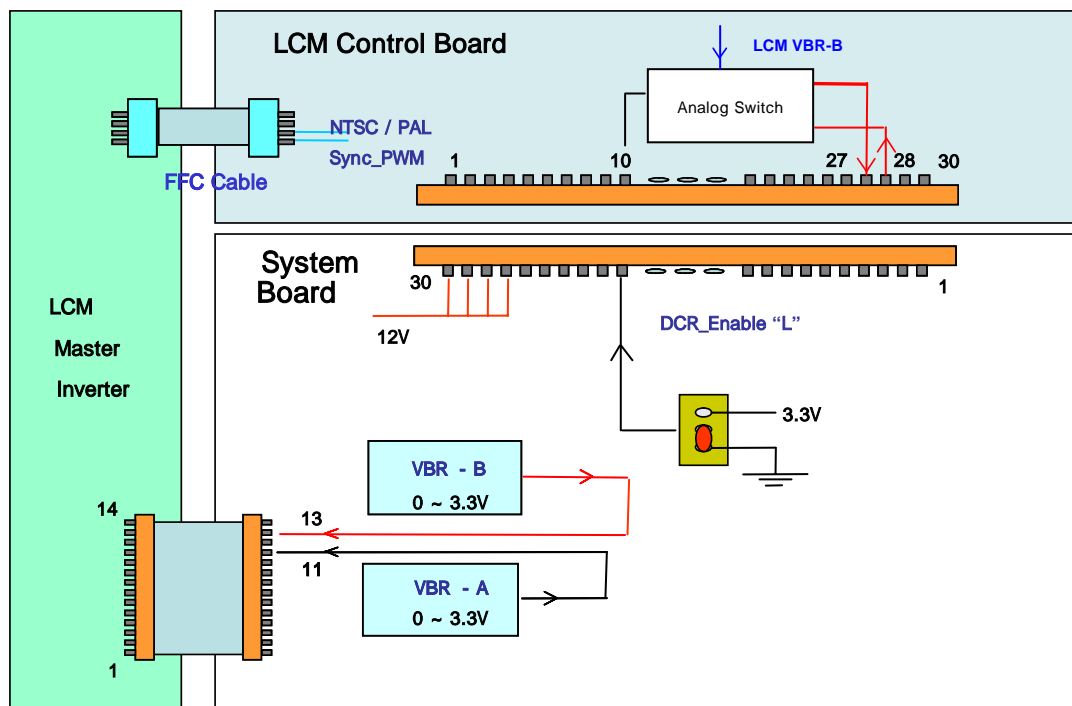 LCM Control Board
LCM VBR-B
Analog Switch
NTSC / PAL
Sync_PWM
1
10
27
28
30
FFC Cable
System
Board
30
1
12V
DCR_Enable “L”
LCM
Master
Inverter
3.3V
VBR - B
0 ~ 3.3V
14
13
11
VBR - A
0 ~ 3.3V
1